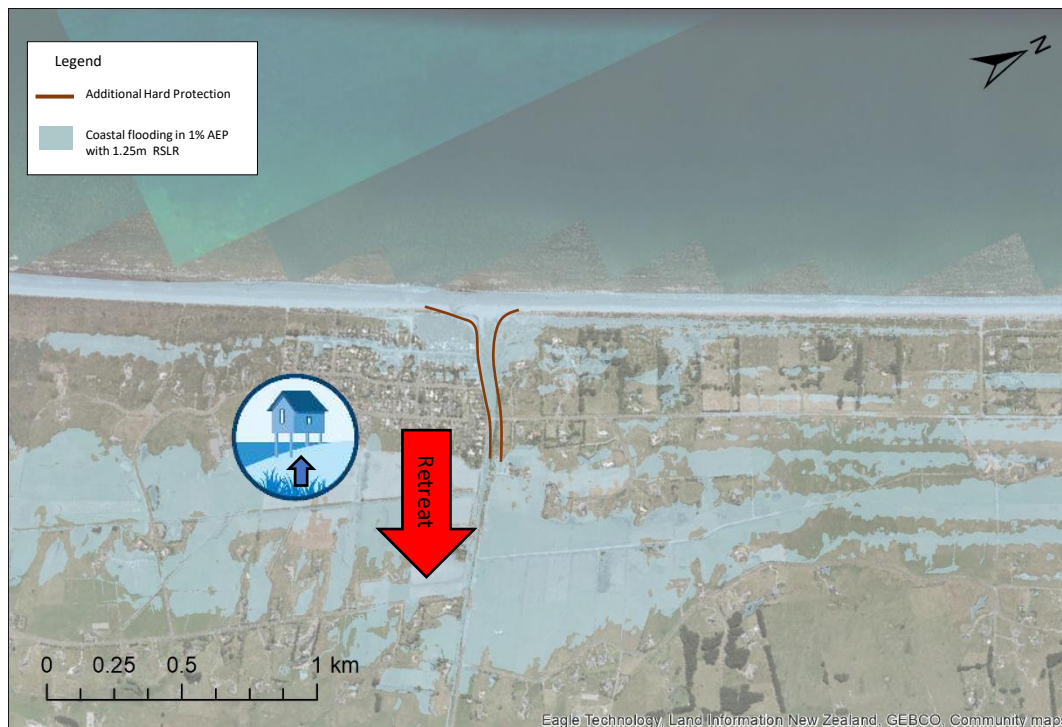 Legend
Additional Hard Protection
Coastal flooding in 1% AEP
with 1.25m RSLR
N
Retreat
0 0.25 0.5 1 km
Eagle Technology, Land Information New Zealand, GEBCO, Community map